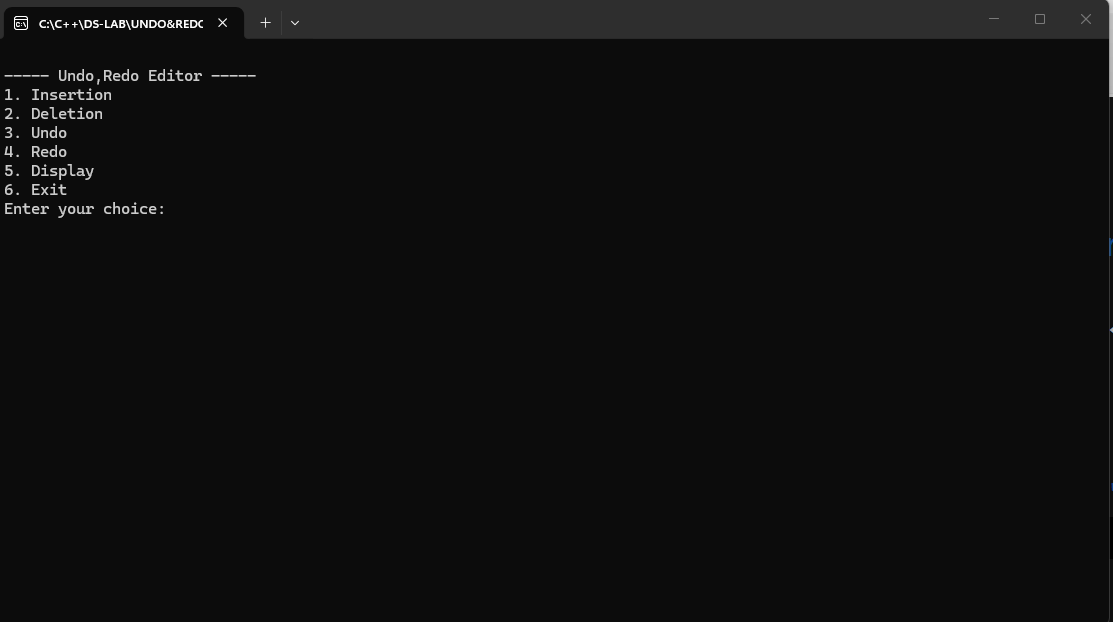 C:\C++\DS-LAB\UNDO&REDO
----- Undo,Redo Editor -----
1. Insertion
2. Deletion
3. Undo
4. Redo
5. Display
6. Exit
Enter your choice: